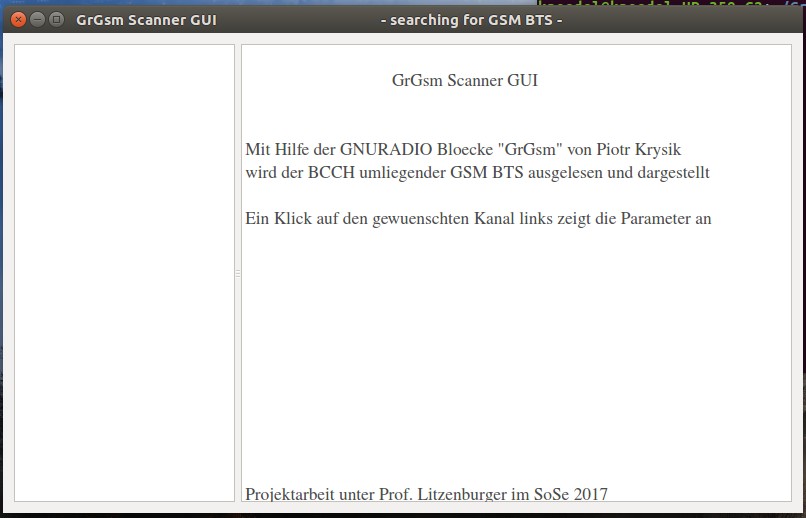 GrGsm Scanner GUI - searching for GSM BTS -
GrGsm Scanner GUI
Mit Hilfe der GNURADIO Bloecke "GrGsm" von Piotr Krysik
wird der BCCH umliegender GSM BTS ausgelesen und dargestellt
Ein Klick auf den gewuenschten Kanal links zeigt die Parameter an
Projektarbeit unter Prof. Litzenburger im SoSe 2017